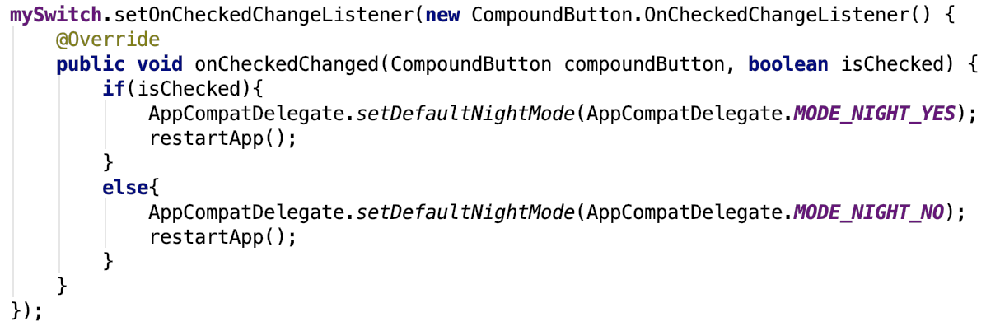 mySwitch.setOnCheckedChangeListener(new CompoundButton.OnCheckedChangeListener() {
    @Override
    public void onCheckedChanged(CompoundButton compoundButton, boolean isChecked) {
        if(isChecked){
            AppCompatDelegate.setDefaultNightMode(AppCompatDelegate.MODE_NIGHT_YES);
            restartApp();
        }
        else{
            AppCompatDelegate.setDefaultNightMode(AppCompatDelegate.MODE_NIGHT_NO);
            restartApp();
        }
    }
});